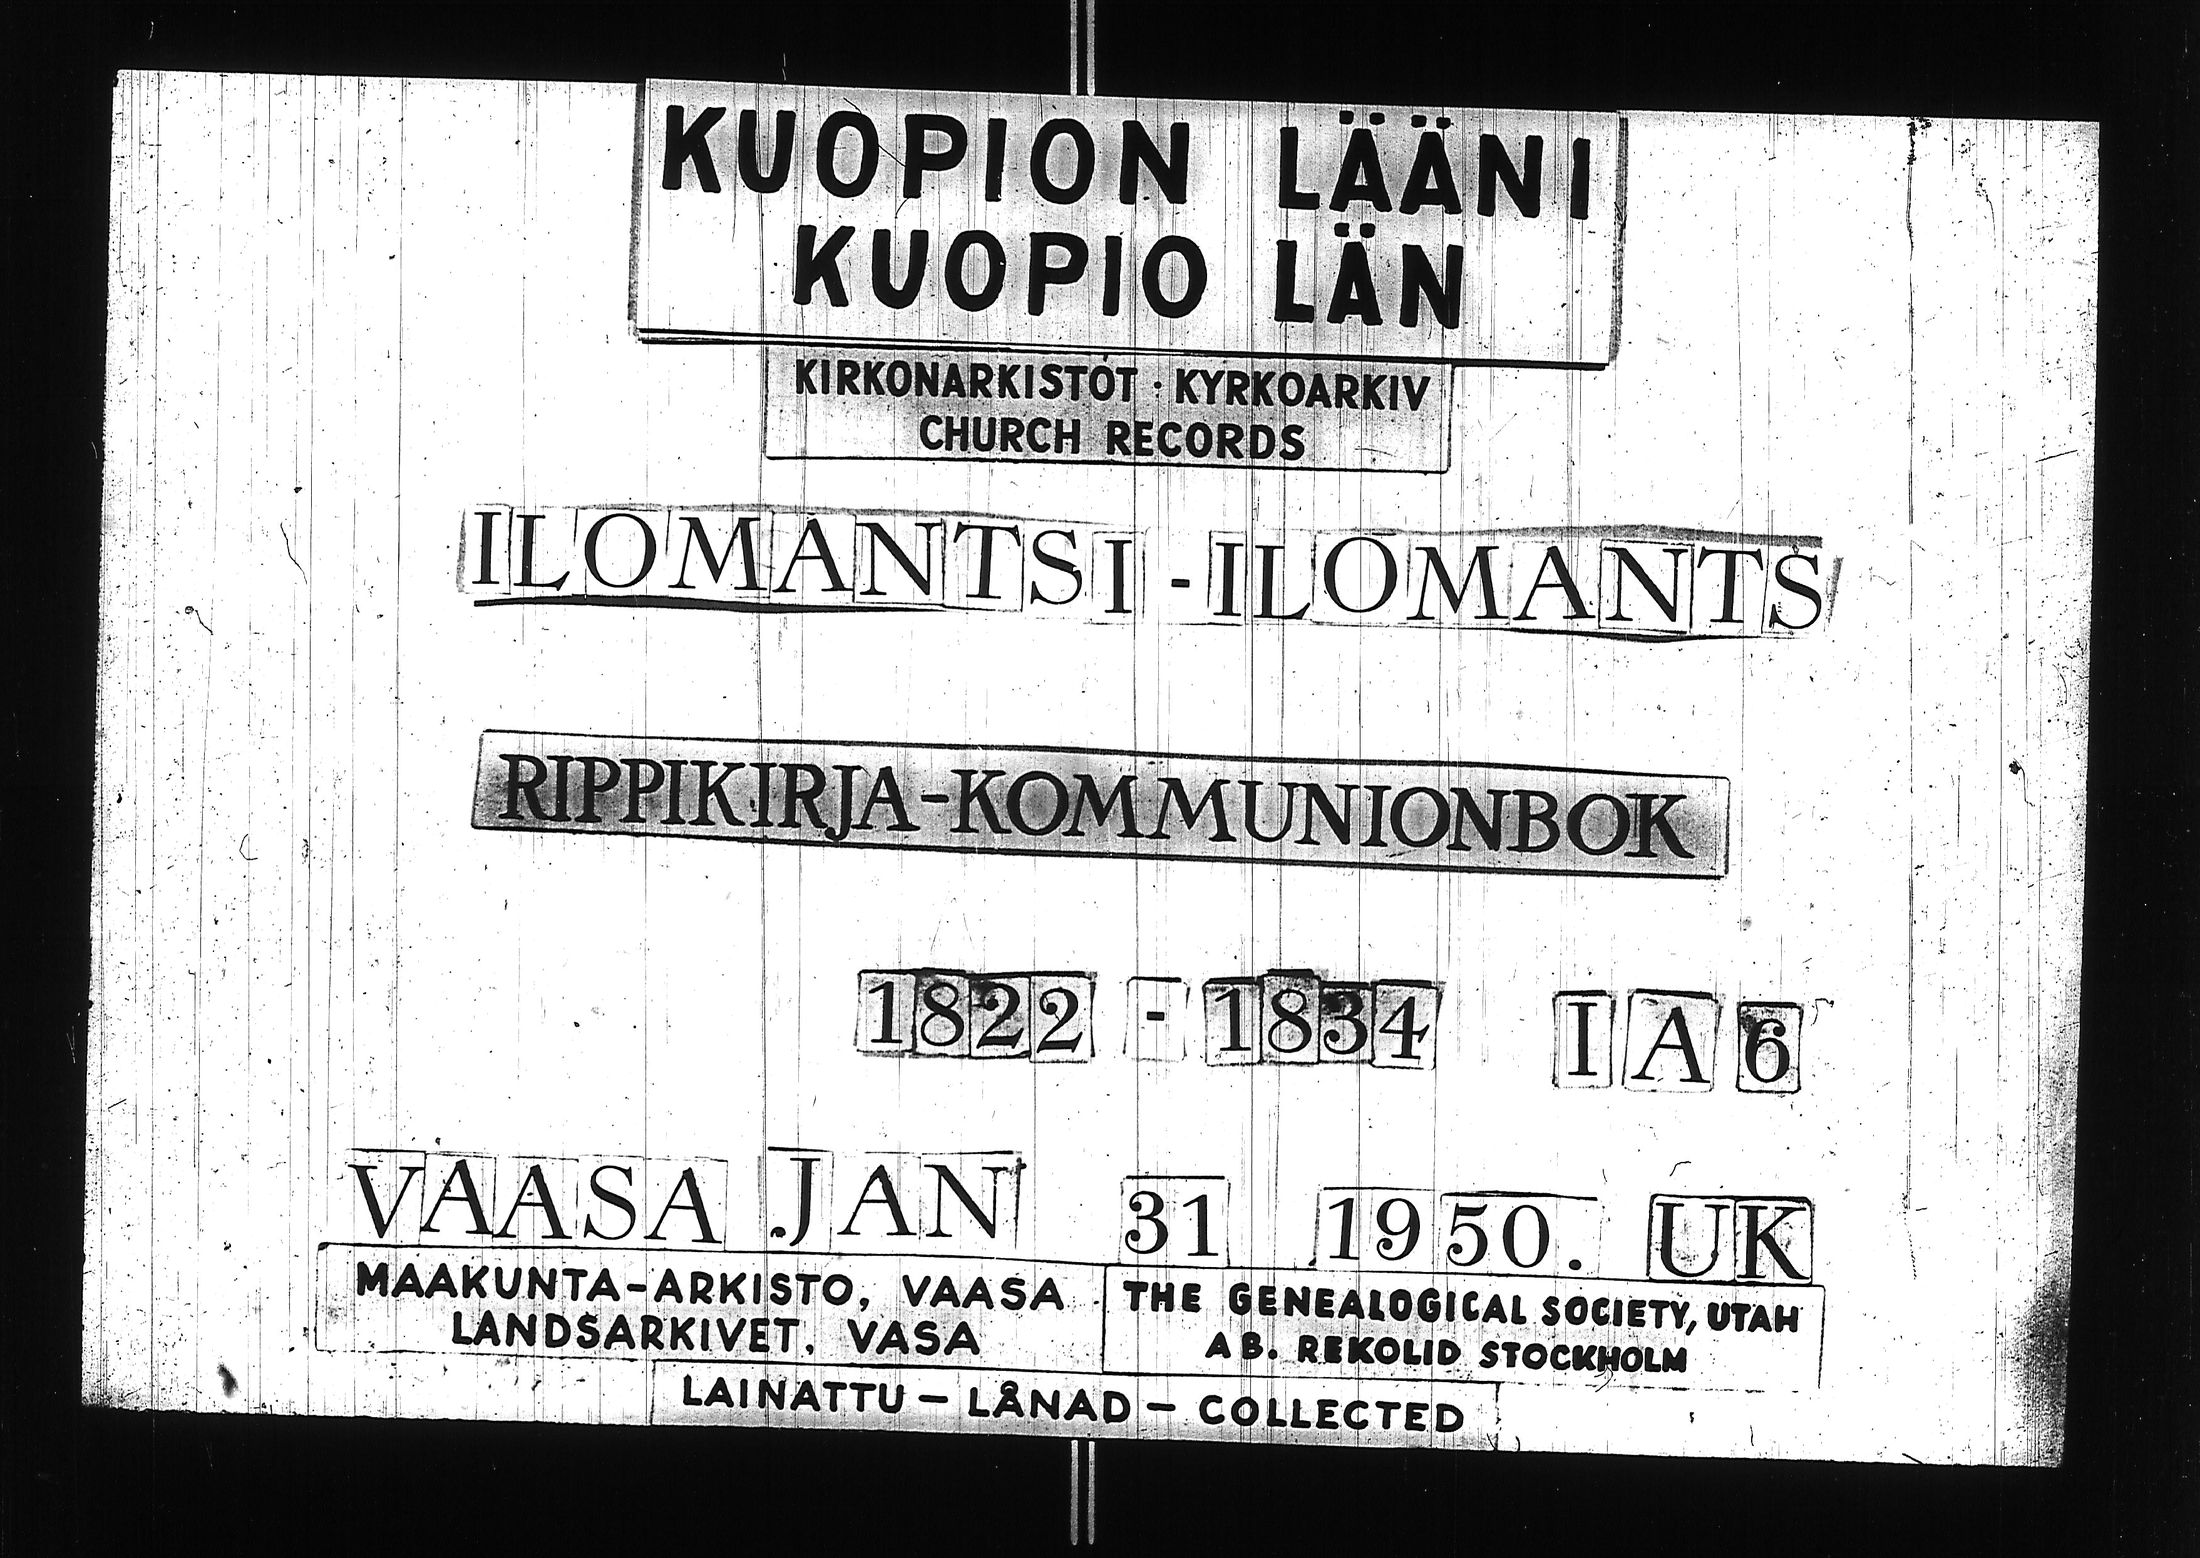 KUOPION LÄÄNI
KUOPIO LÄN
KIRKONARKISTOT · KYRKOARKIV
CHURCH RECORDS
ILOMANTSI - ILOMANTS
RIPPIKIRJA-KOMMUNIONBOK
1822 - 1834 I A 6
VAASA JAN 31 1950. UK
MAAKUNTA-ARKISTO, VAASA
LANDSARKIVET, VASA
THE GENEALOGICAL SOCIETY, UTAH
AB. REKOLID STOCKHOLM
LAINATTU – LÅNAD – COLLECTED